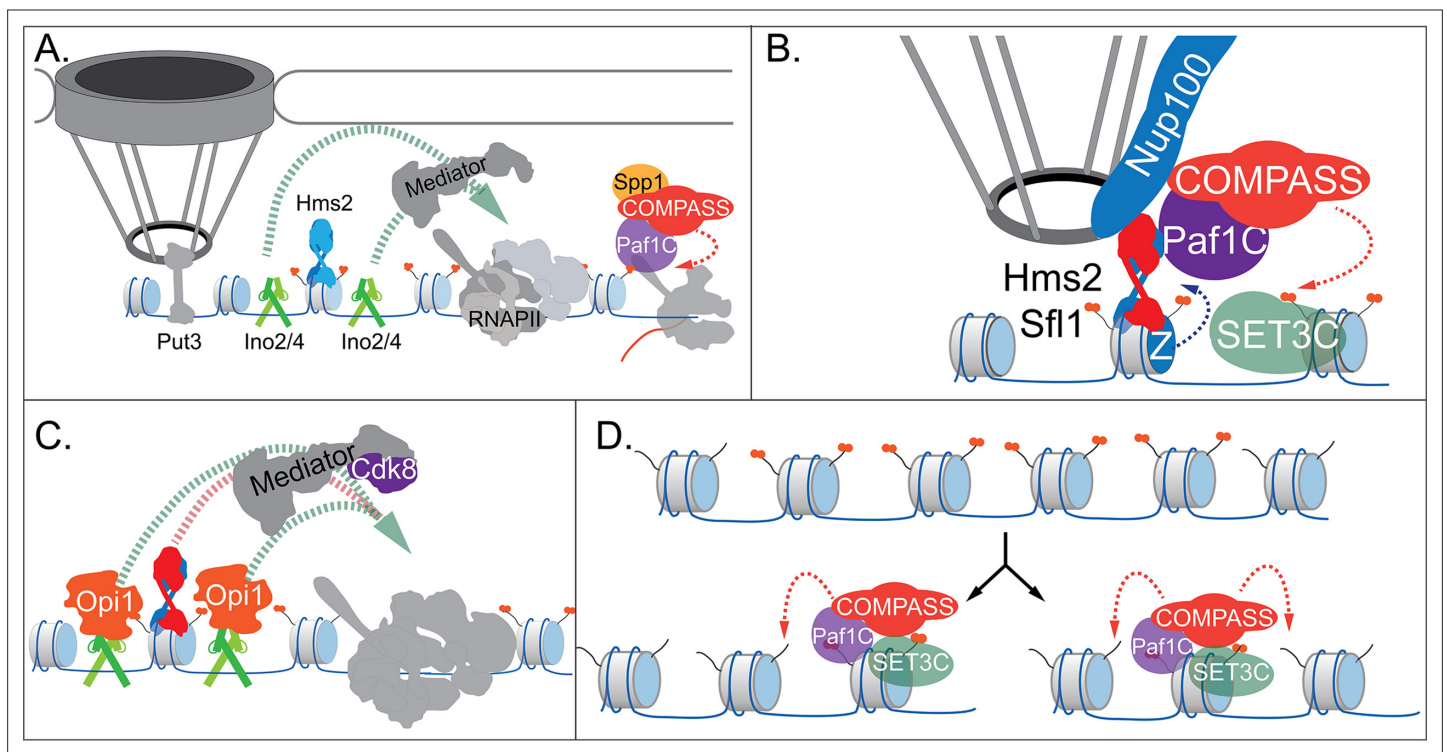 A.
Mediator
Spp1
Hms2
COMPASS
Paf1C
RNAPII
Put3
Ino2/4
Ino2/4
B.
Nup100
COMPASS
Paf1C
Hms2
Sfl1
Z
SET3C
C.
Mediator
Cdk8
Opi1
Opi1
D.
COMPASS
Paf1C
SET3C
COMPASS
Paf1C
SET3C